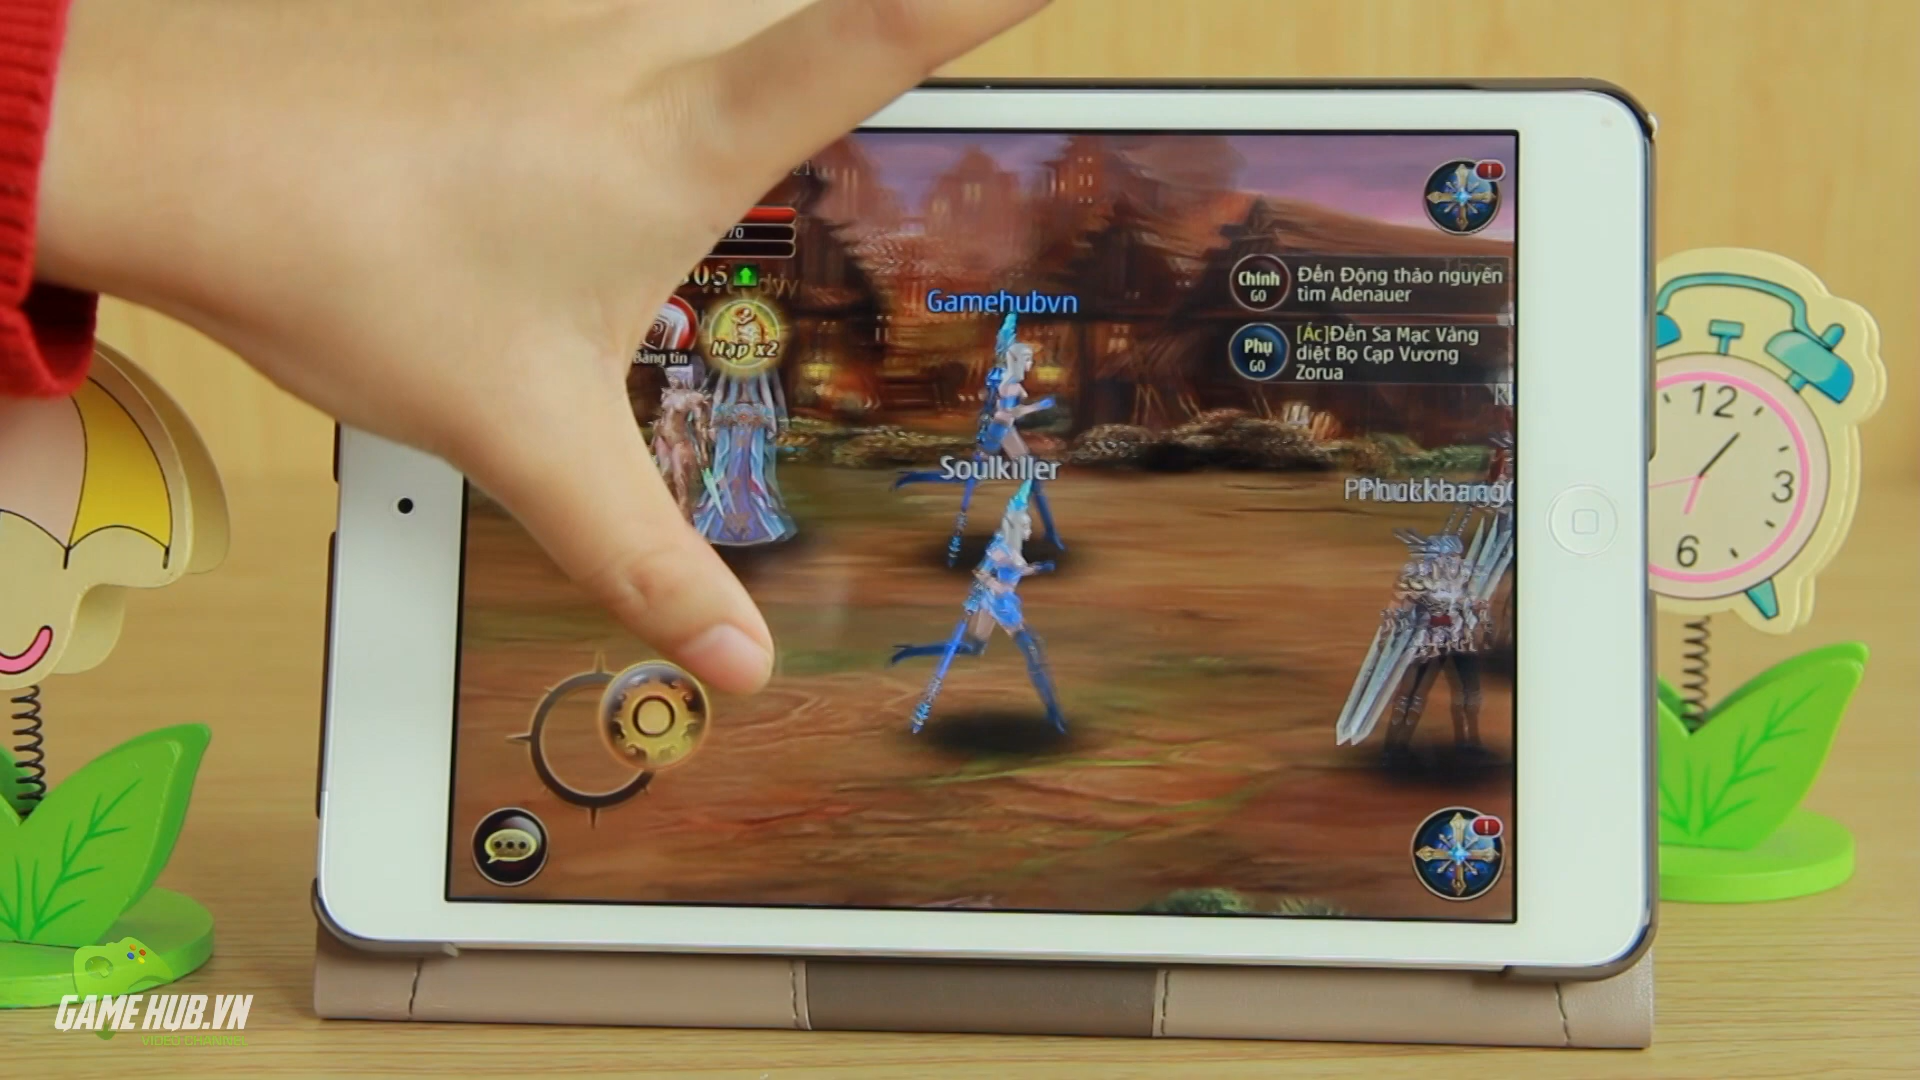 305
Bảng tin
Nạp x2
Gamehubvn
Soulkiller
Chính
GO
Đến Động thảo nguyên
tìm Adenauer
Phụ
GO
[Ác]Đến Sa Mạc Vàng
diệt Bọ Cạp Vương
Zorua
12
3
6
GAME HUB.VN
VIDEO CHANNEL